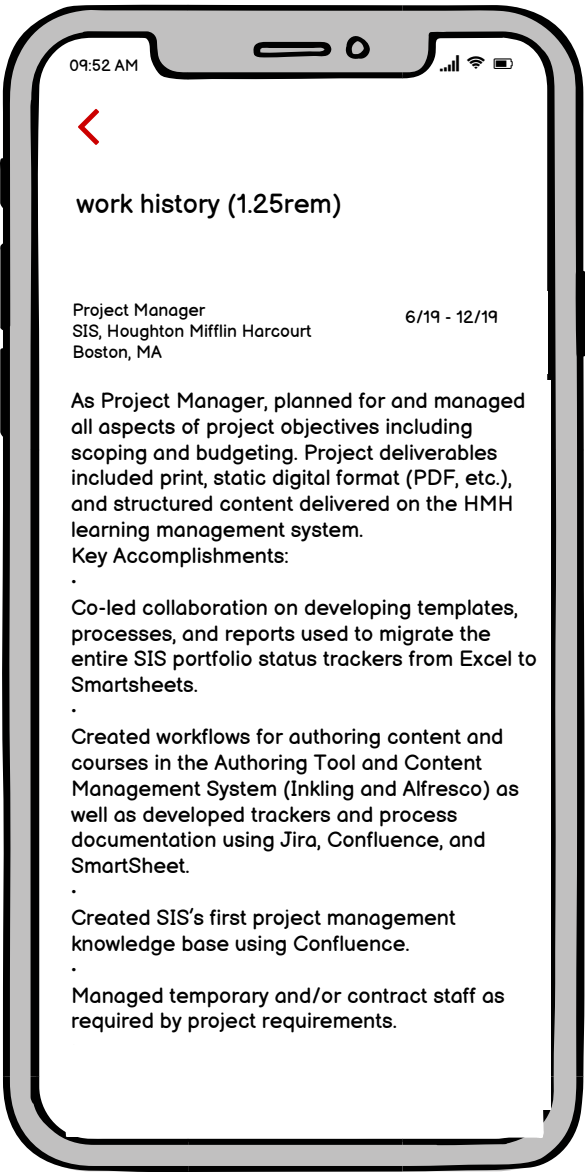 09:52 AM
work history (1.25rem)
Project Manager
6/19 - 12/19
SIS, Houghton Mifflin Harcourt
Boston, MA
As Project Manager, planned for and managed
all aspects of project objectives including
scoping and budgeting. Project deliverables
included print, static digital format (PDF, etc.),
and structured content delivered on the HMH
learning management system.
Key Accomplishments:
·
Co-led collaboration on developing templates,
processes, and reports used to migrate the
entire SIS portfolio status trackers from Excel to
Smartsheets.
·
Created workflows for authoring content and
courses in the Authoring Tool and Content
Management System (Inkling and Alfresco) as
well as developed trackers and process
documentation using Jira, Confluence, and
SmartSheet.
·
Created SIS’s first project management
knowledge base using Confluence.
·
Managed temporary and/or contract staff as
required by project requirements.